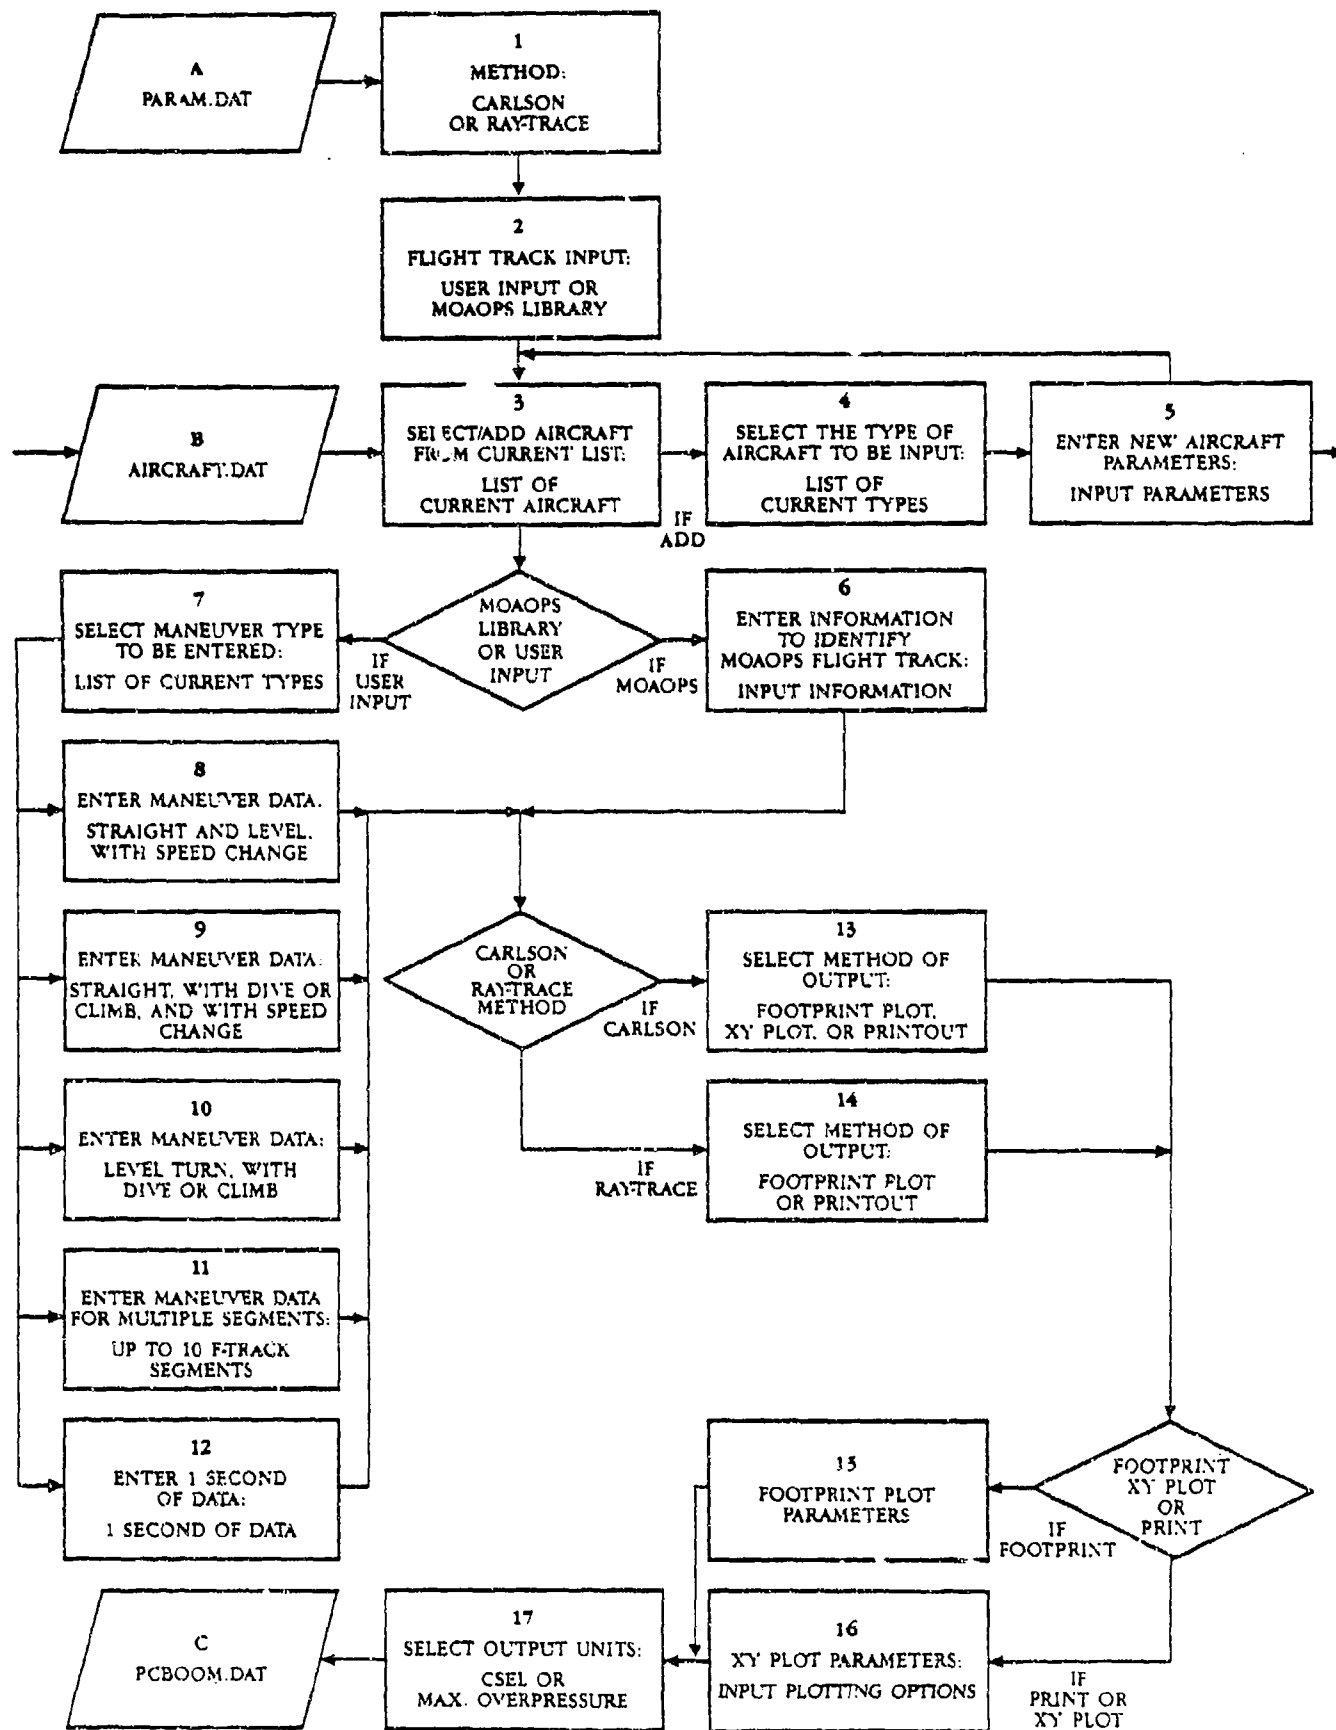 A
PARAM.DAT
1
METHOD:
CARLSON
OR RAY-TRACE
2
FLIGHT TRACK INPUT:
USER INPUT OR
MOAOPS LIBRARY
B
AIRCRAFT.DAT
3
SELECT/ADD AIRCRAFT
FROM CURRENT LIST:
LIST OF
CURRENT AIRCRAFT
IF
ADD
4
SELECT THE TYPE OF
AIRCRAFT TO BE INPUT:
LIST OF
CURRENT TYPES
5
ENTER NEW AIRCRAFT
PARAMETERS:
INPUT PARAMETERS
7
SELECT MANEUVER TYPE
TO BE ENTERED:
LIST OF CURRENT TYPES
IF
USER
INPUT
MOAOPS
LIBRARY
OR USER
INPUT
IF
MOAOPS
6
ENTER INFORMATION
TO IDENTIFY
MOAOPS FLIGHT TRACK:
INPUT INFORMATION
8
ENTER MANEUVER DATA.
STRAIGHT AND LEVEL,
WITH SPEED CHANGE
9
ENTER MANEUVER DATA:
STRAIGHT, WITH DIVE OR
CLIMB, AND WITH SPEED
CHANGE
CARLSON
OR
RAY-TRACE
METHOD
IF
CARLSON
13
SELECT METHOD OF
OUTPUT:
FOOTPRINT PLOT,
XY PLOT, OR PRINTOUT
10
ENTER MANEUVER DATA:
LEVEL TURN, WITH
DIVE OR CLIMB
IF
RAY-TRACE
14
SELECT METHOD OF
OUTPUT:
FOOTPRINT PLOT
OR PRINTOUT
11
ENTER MANEUVER DATA
FOR MULTIPLE SEGMENTS:
UP TO 10 F-TRACK
SEGMENTS
12
ENTER 1 SECOND
OF DATA:
1 SECOND OF DATA
15
FOOTPRINT PLOT
PARAMETERS
IF
FOOTPRINT
FOOTPRINT
XY PLOT
OR
PRINT
C
PCBOOM.DAT
17
SELECT OUTPUT UNITS:
CSEL OR
MAX. OVERPRESSURE
16
XY PLOT PARAMETERS:
INPUT PLOTTING OPTIONS
IF
PRINT OR
XY PLOT